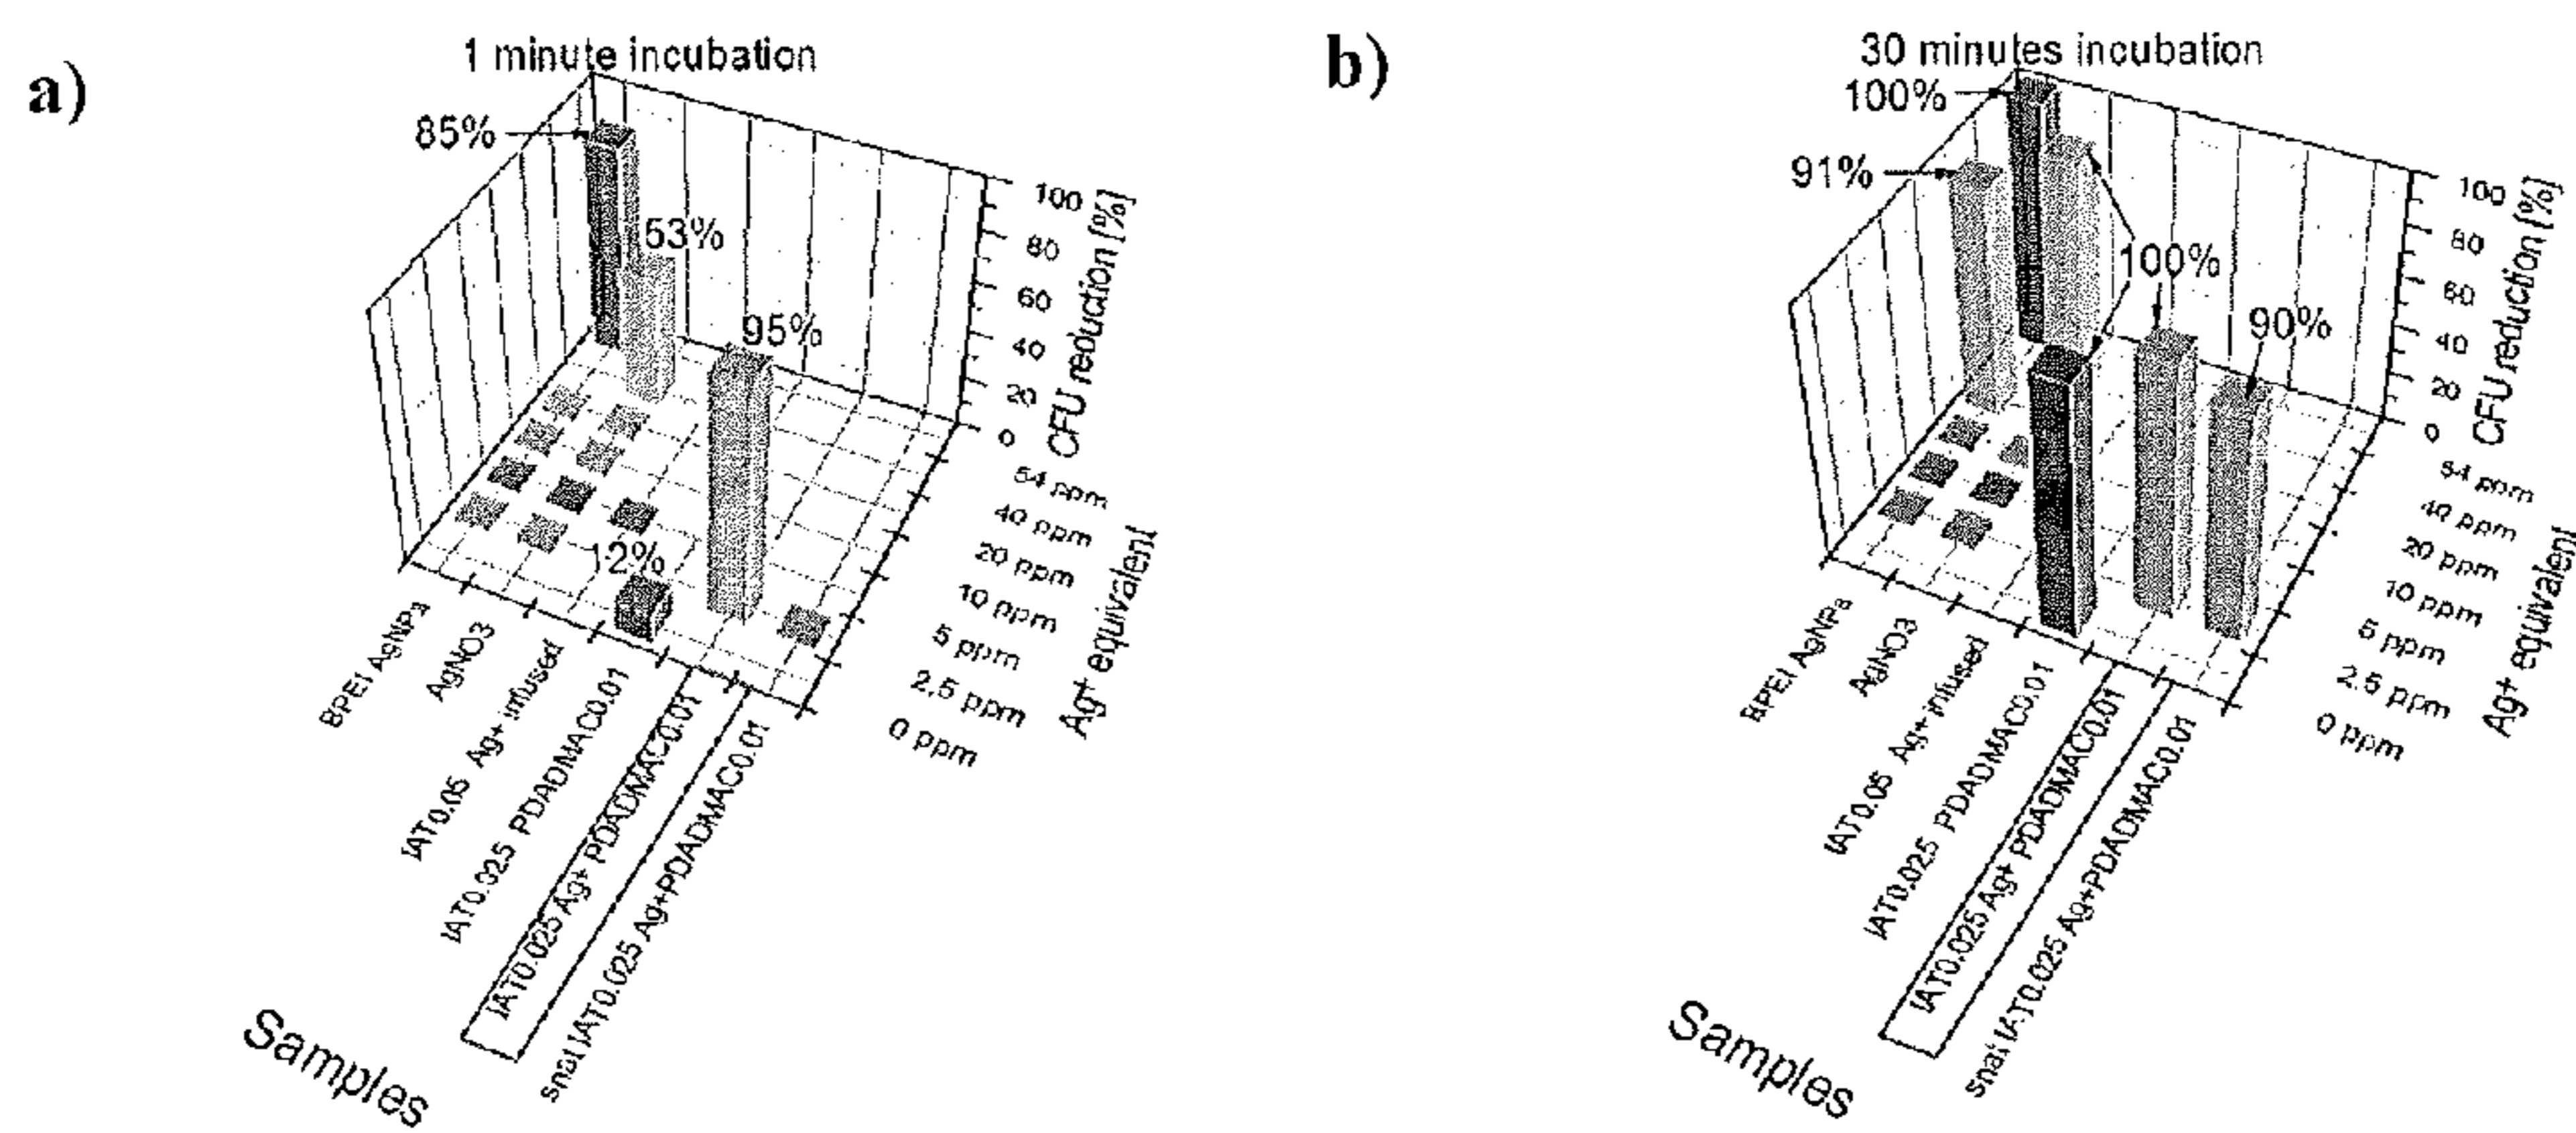 a)
1 minute incubation
85%
53%
95%
12%
100
80
60
40
20
0
CFU reduction [%]
54 ppm
40 ppm
20 ppm
10 ppm
5 ppm
2.5 ppm
0 ppm
Ag+ equivalent
BPEI AgNPs
AgNO3
IAT0.05 Ag+ infused
IAT0.025 PDADMAC0.01
IAT0.025 Ag+ PDADMAC0.01
snat IAT0.025 Ag+PDADMAC0.01
Samples
b)
30 minutes incubation
100%
91%
100%
90%
100
80
60
40
20
0
CFU reduction [%]
54 ppm
40 ppm
20 ppm
10 ppm
5 ppm
2.5 ppm
0 ppm
Ag+ equivalent
BPEI AgNPs
AgNO3
IAT0.05 Ag+ infused
IAT0.025 PDADMAC0.01
IAT0.025 Ag+ PDADMAC0.01
snat IAT0.025 Ag+PDADMAC0.01
Samples